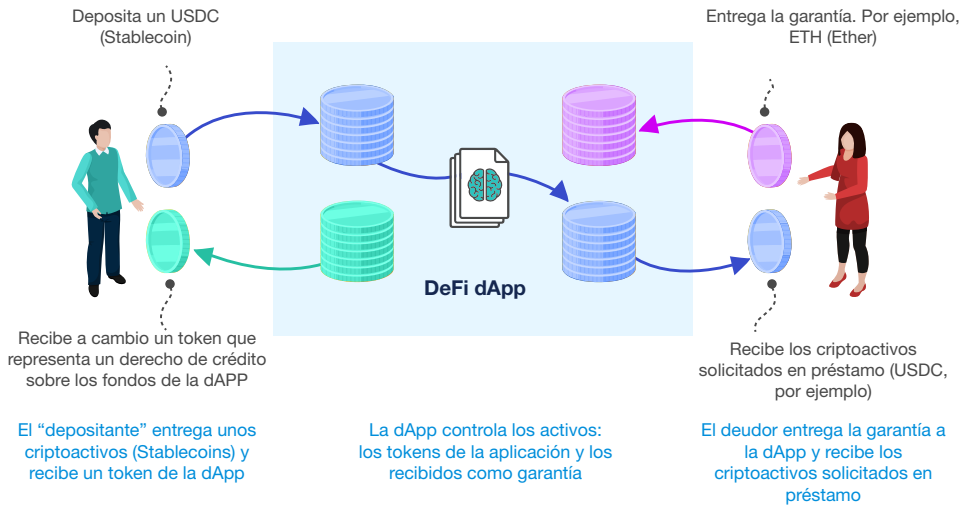 Deposita un USDC
(Stablecoin)
Entrega la garantía. Por ejemplo,
ETH (Ether)
DeFi dApp
Recibe a cambio un token que
representa un derecho de crédito
sobre los fondos de la dAPP
Recibe los criptoactivos
solicitados en préstamo (USDC,
por ejemplo)
El “depositante” entrega unos
criptoactivos (Stablecoins) y
recibe un token de la dApp
La dApp controla los activos:
los tokens de la aplicación y los
recibidos como garantía
El deudor entrega la garantía a
la dApp y recibe los
criptoactivos solicitados en
préstamo